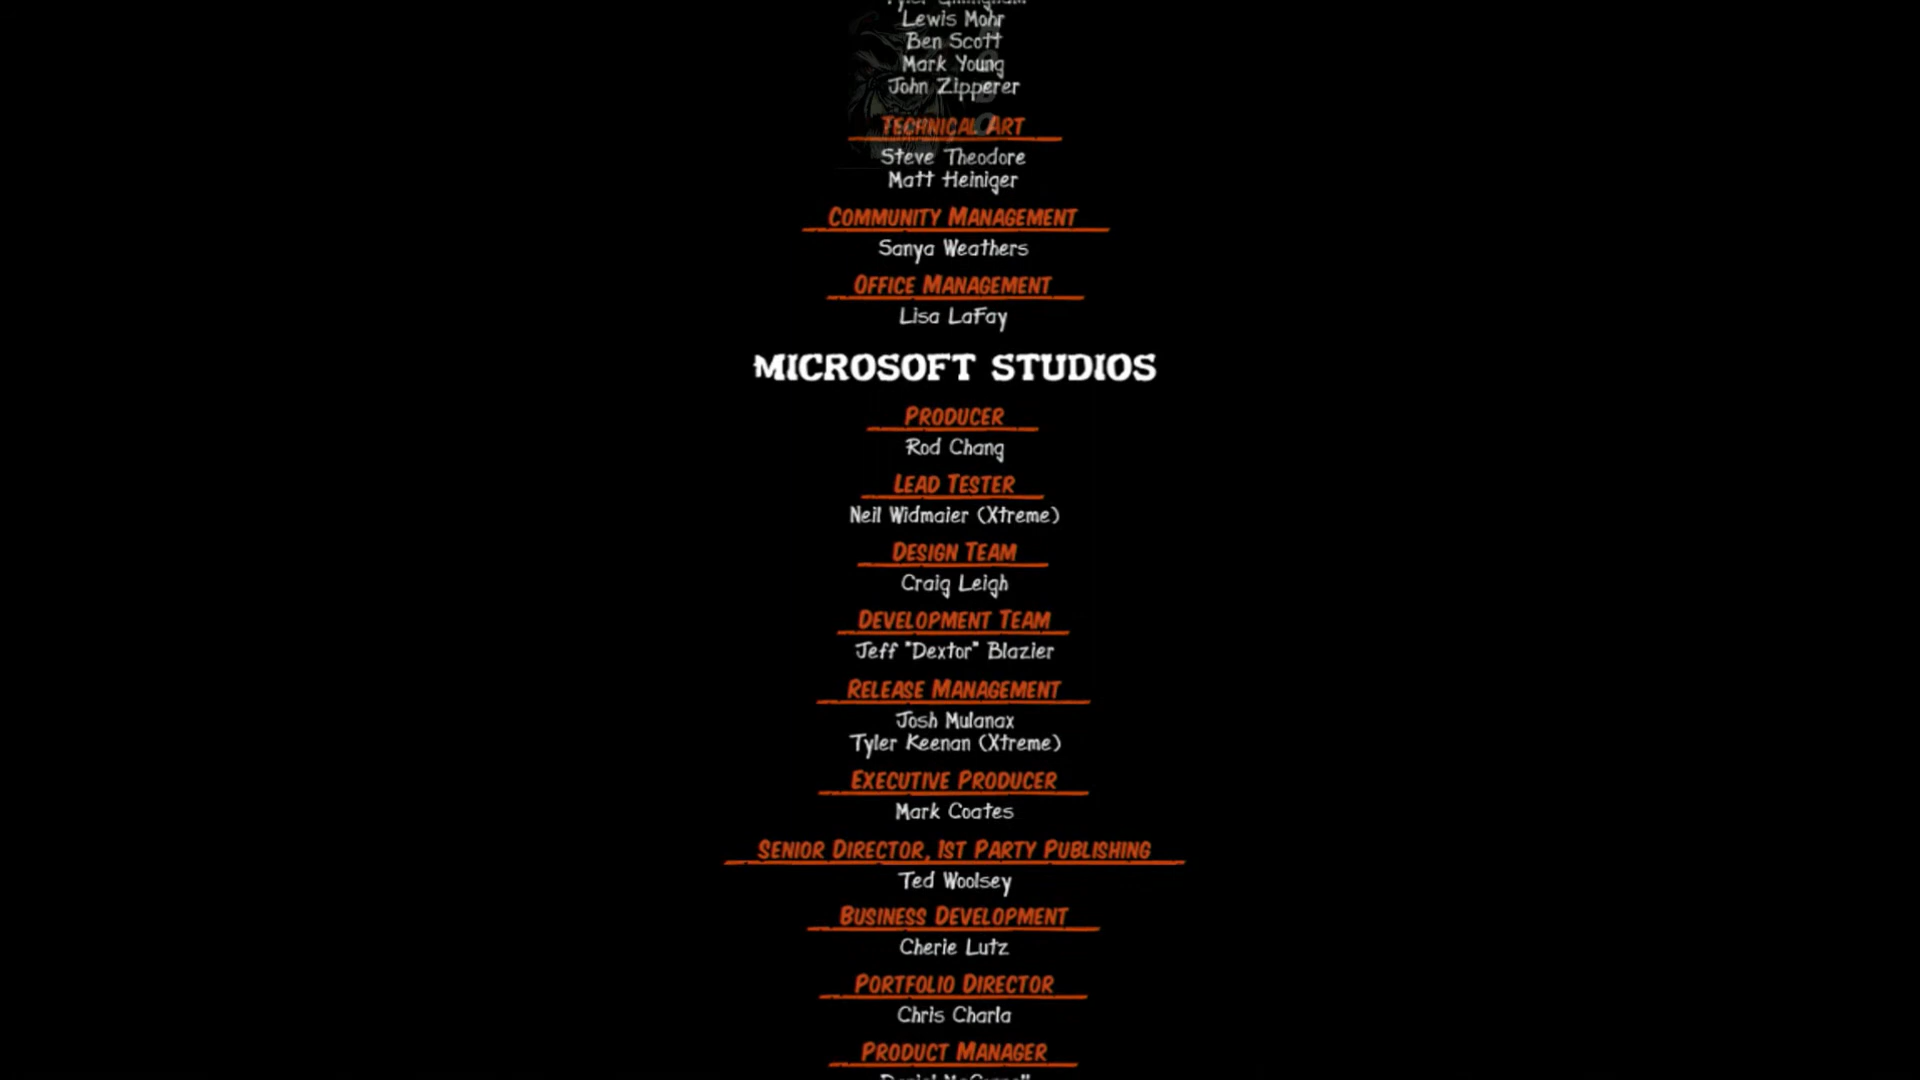 Lewis Mohr
Ben Scott
Mark Young
John Zipperer
TECHNICAL ART
Steve Theodore
Matt Heiniger
COMMUNITY MANAGEMENT
Sanya Weathers
OFFICE MANAGEMENT
Lisa LaFay
MICROSOFT STUDIOS
PRODUCER
Rod Chang
LEAD TESTER
Neil Widmaier (Xtreme)
DESIGN TEAM
Craig Leigh
DEVELOPMENT TEAM
Jeff "Dextor" Blazier
RELEASE MANAGEMENT
Josh Mulanax
Tyler Keenan (Xtreme)
EXECUTIVE PRODUCER
Mark Coates
SENIOR DIRECTOR, 1ST PARTY PUBLISHING
Ted Woolsey
BUSINESS DEVELOPMENT
Cherie Lutz
PORTFOLIO DIRECTOR
Chris Charla
PRODUCT MANAGER